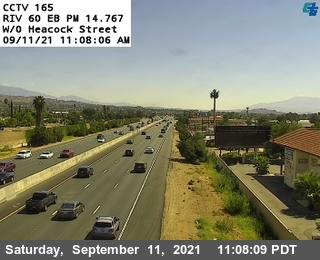 CCTV 165
RIV 60 EB PM 14.767
W/O Heacock Street
09/11/21 11:08:06 AM
Saturday, September 11, 2021 11:08:09 PDT